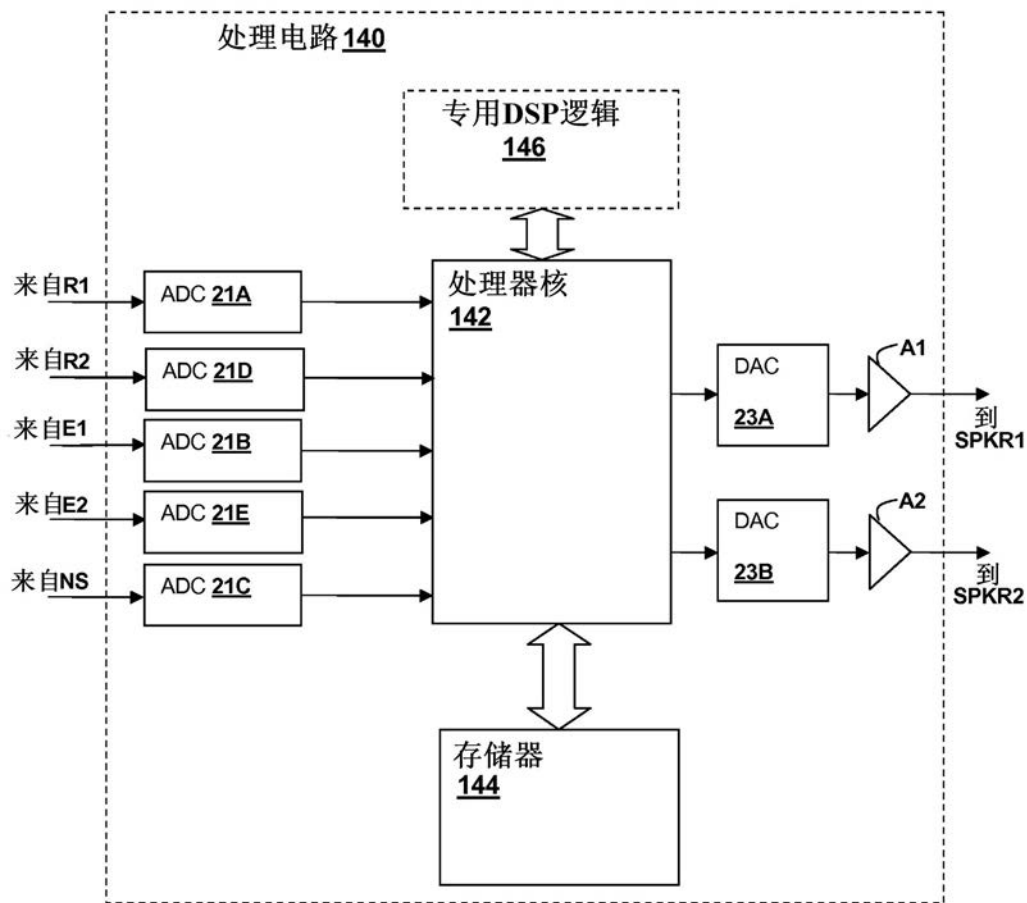 处理电路140
专用DSP逻辑
146
来自R1
ADC 21A
处理器核
142
来自R2
ADC 21D
来自E1
ADC 21B
来自E2
ADC 21E
来自NS
ADC 21C
DAC
23A
A1
到
SPKR1
DAC
23B
A2
到
SPKR2
存储器
144